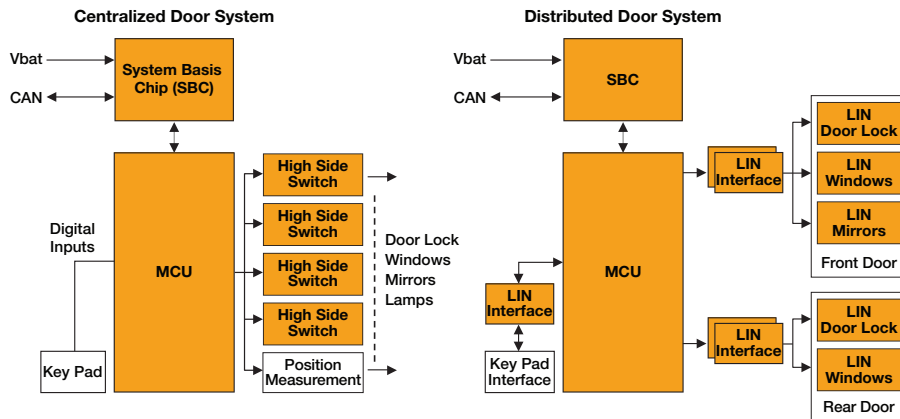 Centralized Door System
Vbat
CAN
System Basis
Chip (SBC)
MCU
Digital
Inputs
Key Pad
High Side
Switch
High Side
Switch
High Side
Switch
High Side
Switch
Position
Measurement
Door Lock
Windows
Mirrors
Lamps
Distributed Door System
Vbat
CAN
SBC
MCU
LIN
Interface
Key Pad
Interface
LIN
Interface
LIN
Door Lock
LIN
Windows
LIN
Mirrors
Front Door
LIN
Interface
LIN
Door Lock
LIN
Windows
Rear Door